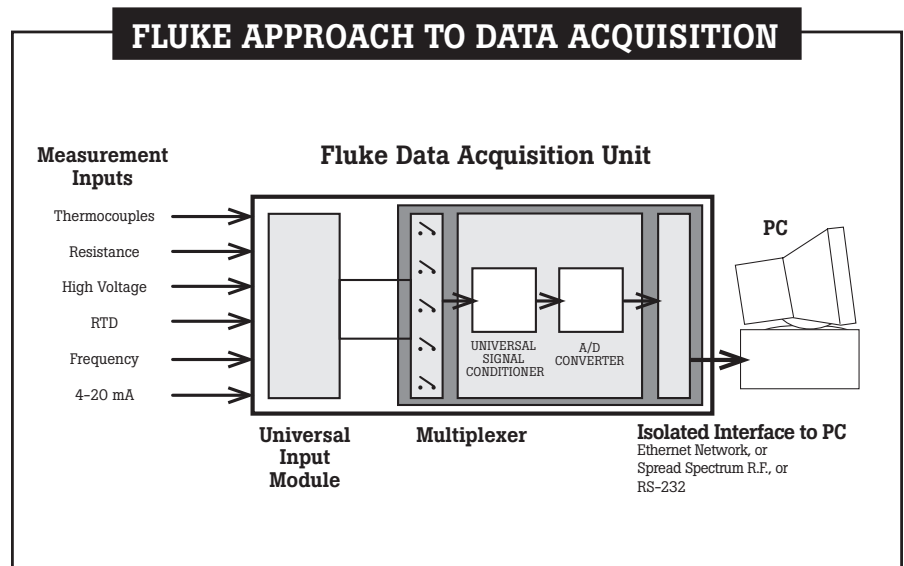 FLUKE APPROACH TO DATA ACQUISITION
Fluke Data Acquisition Unit
Measurement
Inputs
Thermocouples
Resistance
High Voltage
RTD
Frequency
4-20 mA
UNIVERSAL
SIGNAL
CONDITIONER
A/D
CONVERTER
PC
Universal
Input
Module
Multiplexer
Isolated Interface to PC
Ethernet Network, or
Spread Spectrum R.F., or
RS-232